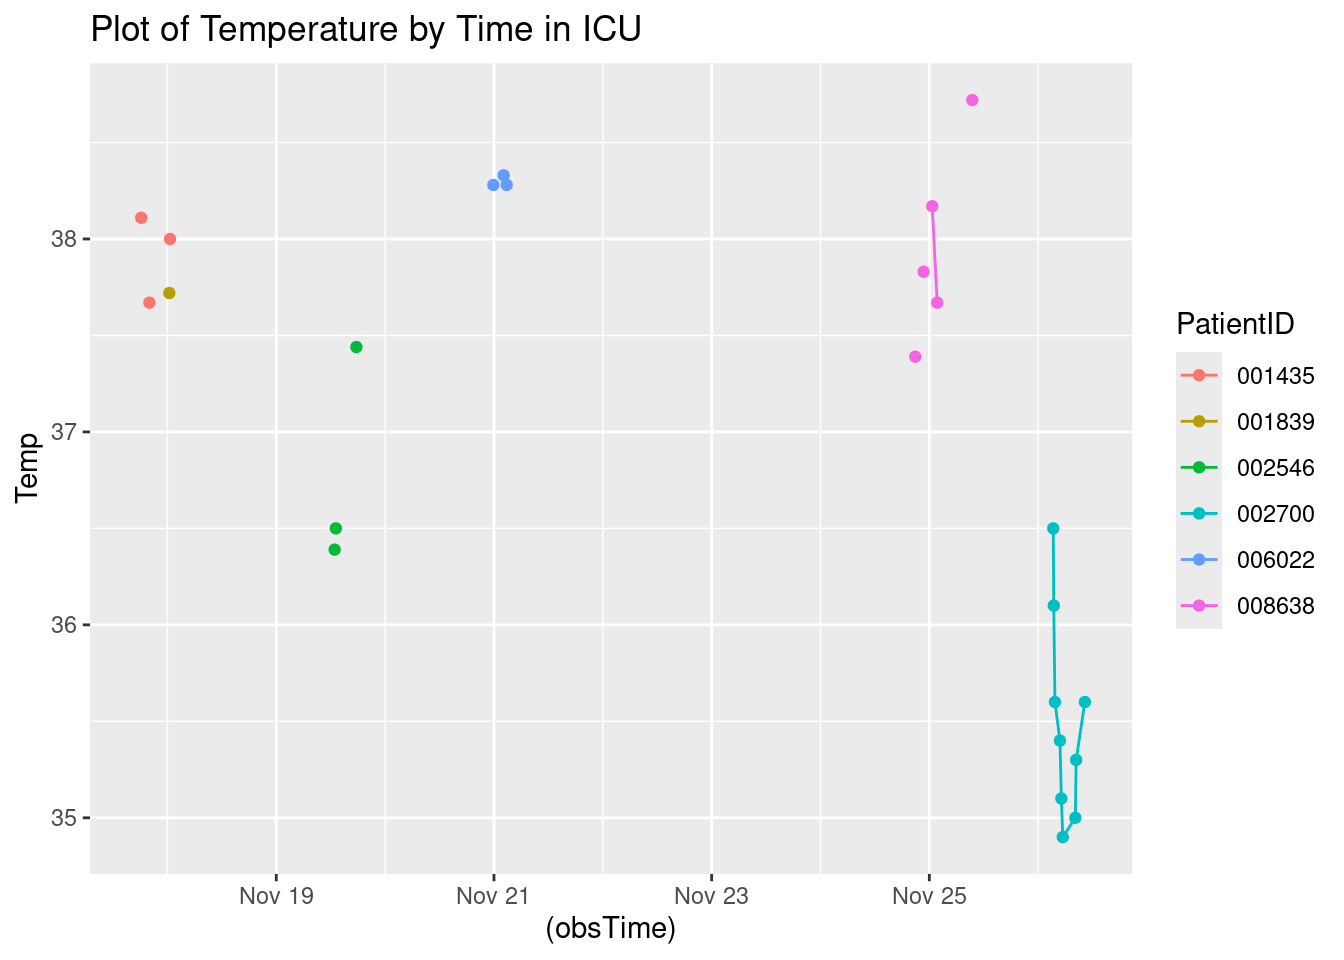 Plot of Temperature by Time in ICU
Temp
38
37
36
35
Nov 19
Nov 21
Nov 23
Nov 25
(obsTime)
PatientID
001435
001839
002546
002700
006022
008638